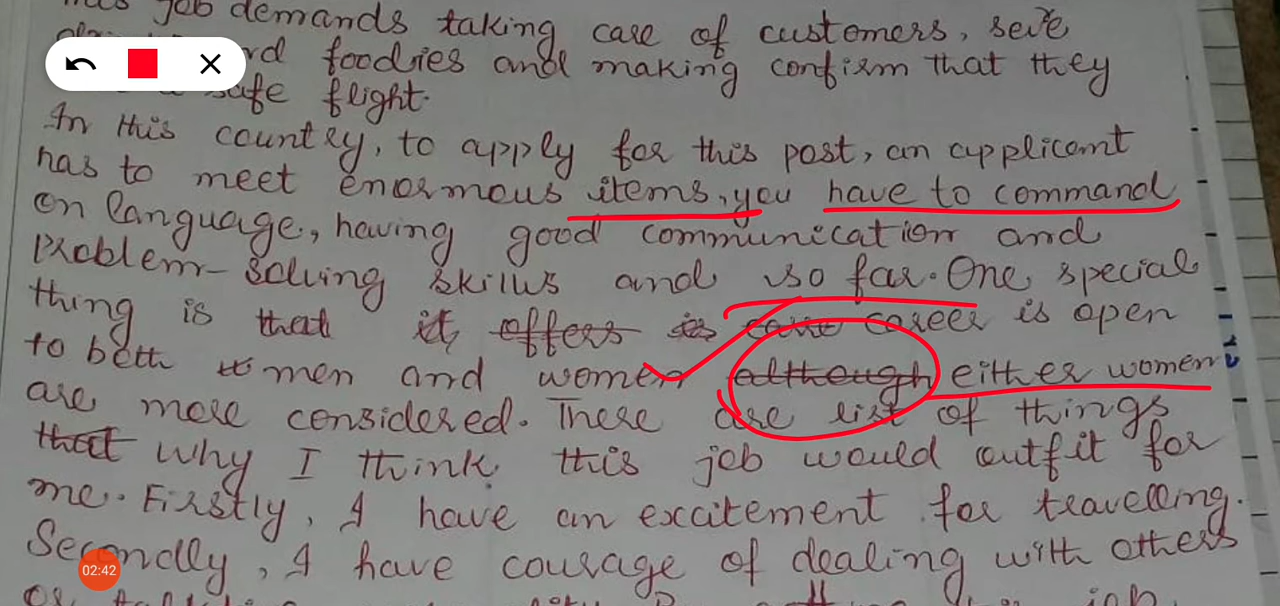 job demands taking care of customers, serve
foodies and making confirm that they
safe flight.
In this country, to apply for this post, an applicant
has to meet enormous items, you have to command
on language, having good communication and
problem-solving skills and so far. One special
thing is that it offers is career is open
to both men and women although either women
are more considered. There are list of things
that why I think this job would outfit for
me. Firstly, I have an excitement for travelling.
Secondly, I have courage of dealing with others
02:42